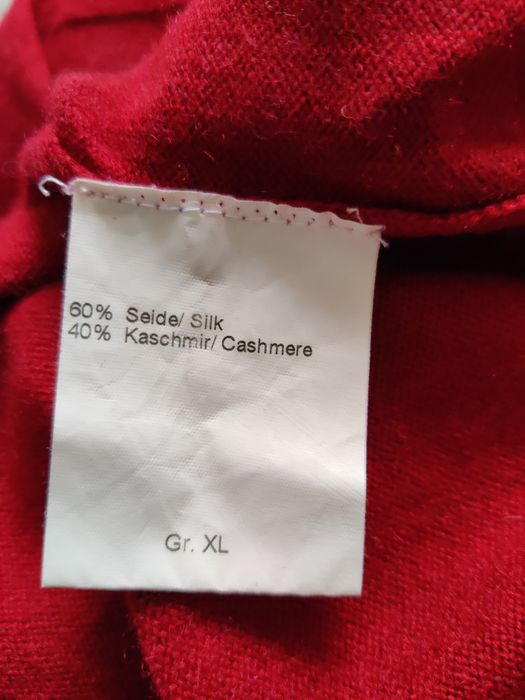 60% Seide/ Silk
40% Kaschmir/ Cashmere
Gr. XL